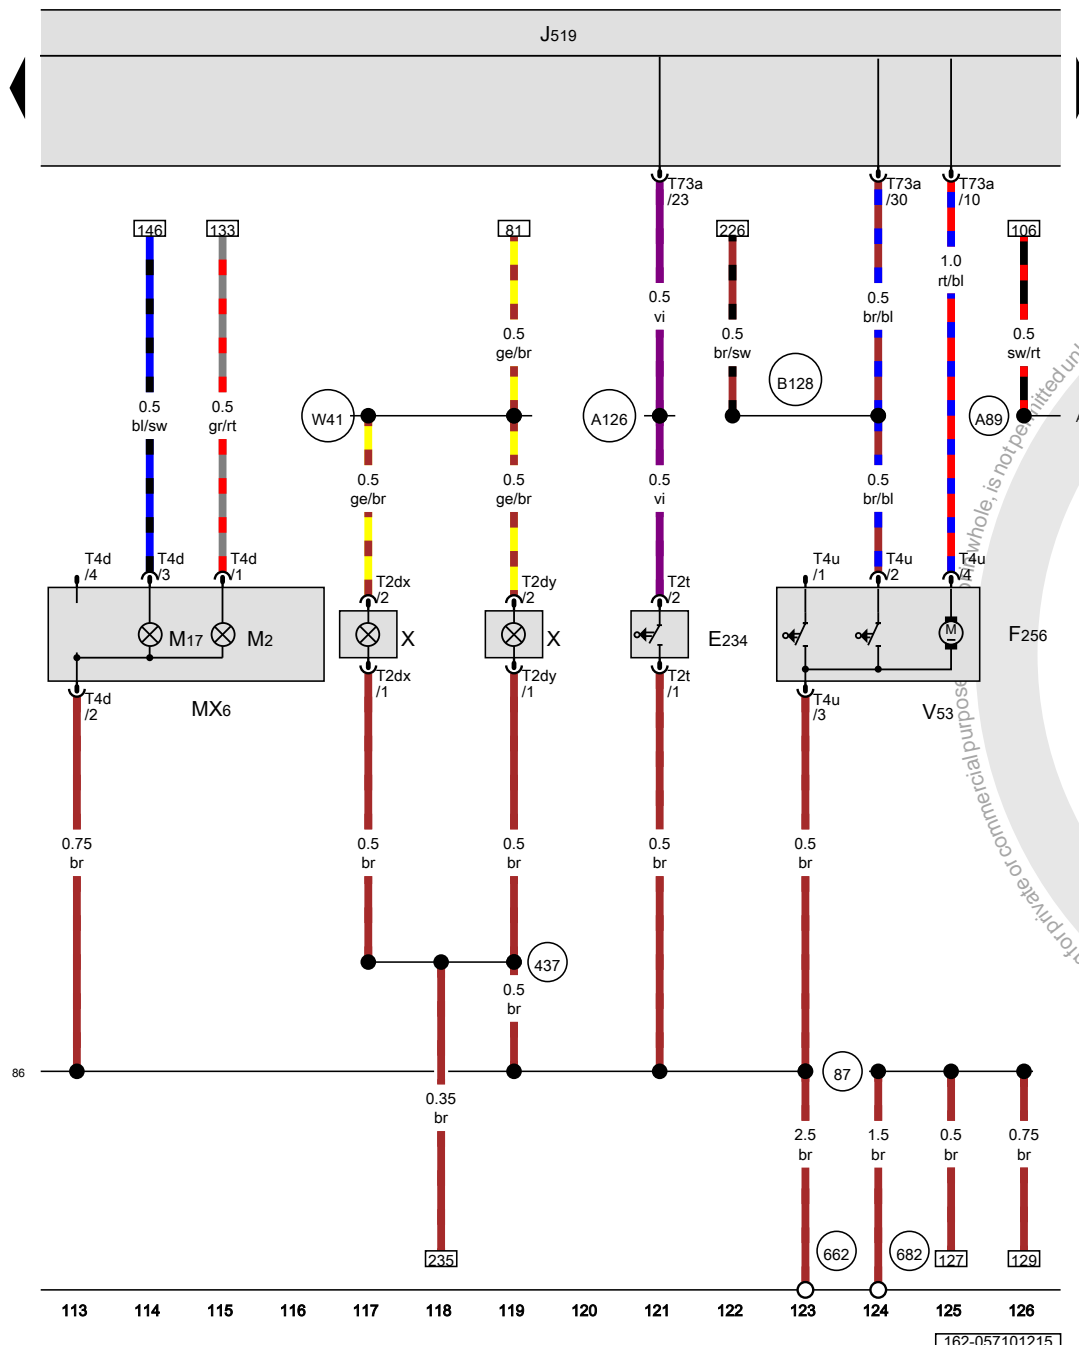 J519
T73a
/23
T73a
/30
T73a
/10
146
133
81
226
106
1.0
rt/bl
0.5
vi
0.5
br/bl
0.5
ge/br
0.5
br/sw
0.5
sw/rt
0.5
bl/sw
0.5
gr/rt
W41
A126
B128
A89
0.5
ge/br
0.5
ge/br
0.5
vi
0.5
br/bl
T4d
/4
T4d
/3
T4d
/1
T2dx
/2
T2dy
/2
T2t
/2
T4u
/1
T4u
/2
T4u
/4
M17
M2
X
X
E234
M
F256
T4d
/2
MX6
T2dx
/1
T2dy
/1
T2t
/1
T4u
/3
V53
0.75
br
0.5
br
0.5
br
0.5
br
0.5
br
437
0.5
br
86
87
0.35
br
2.5
br
1.5
br
0.5
br
0.75
br
235
662
682
127
129
113 114 115 116 117 118 119 120 121 122 123 124 125 126
162-057101215
for private or commercial purpose
in whole, is not permitted